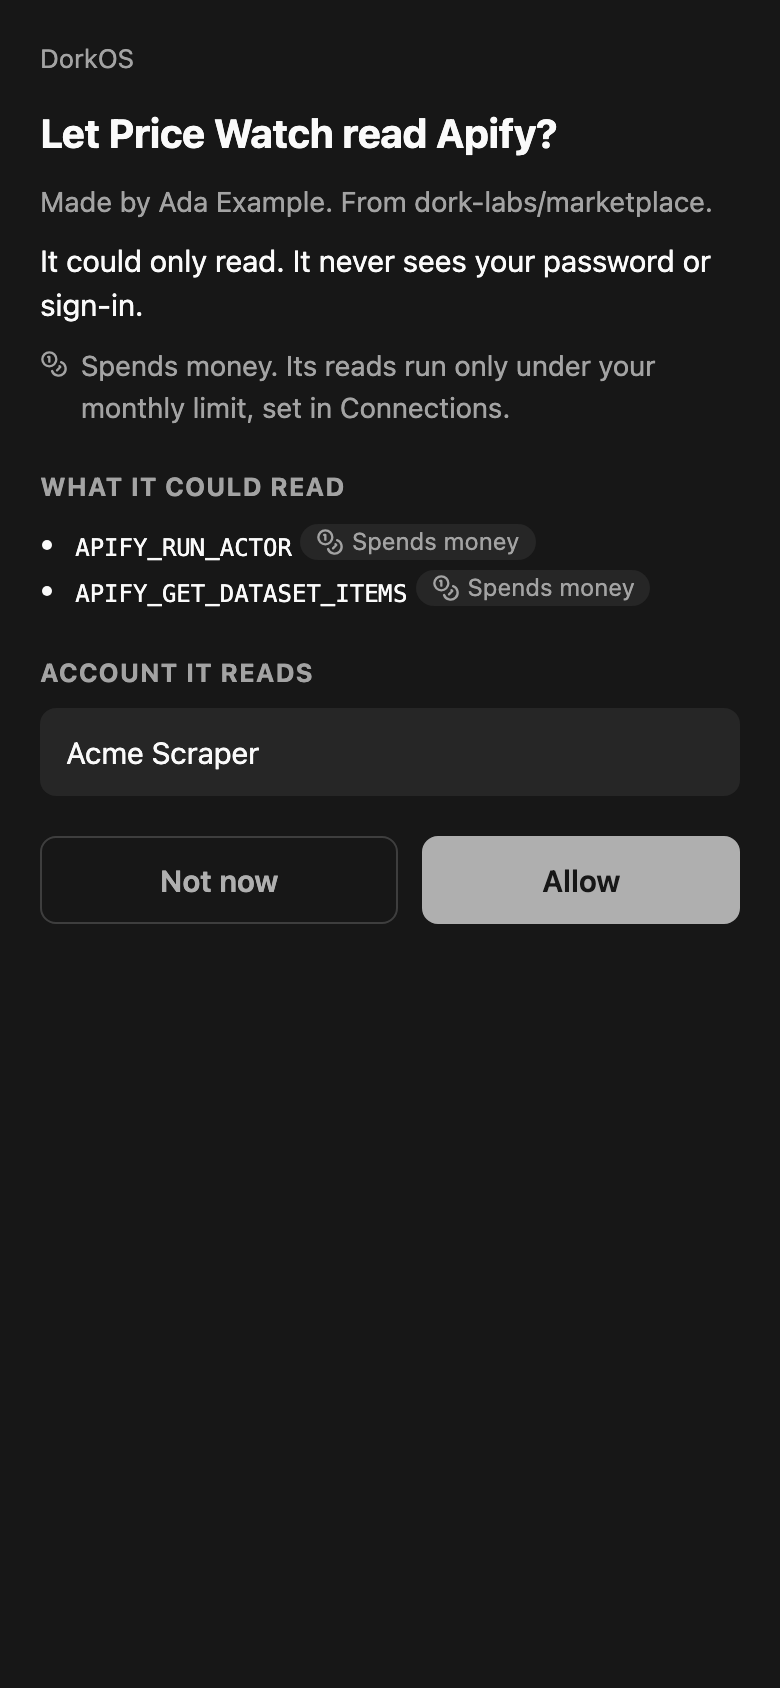 DorkOS
Let Price Watch read Apify?
Made by Ada Example. From dork-labs/marketplace.
It could only read. It never sees your password or
sign-in.
Spends money. Its reads run only under your
monthly limit, set in Connections.
WHAT IT COULD READ
• APIFY_RUN_ACTOR Spends money
• APIFY_GET_DATASET_ITEMS Spends money
ACCOUNT IT READS
Acme Scraper
Not now Allow